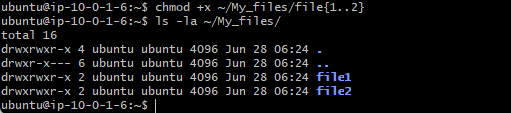 ubuntu@ip-10-0-1-6:~$ chmod +x ~/My_files/file{1..2}
ubuntu@ip-10-0-1-6:~$ ls -la ~/My_files/
total 16
drwxrwxr-x 4 ubuntu ubuntu 4096 Jun 28 06:24 .
drwxr-x--- 6 ubuntu ubuntu 4096 Jun 28 06:24 ..
drwxrwxr-x 2 ubuntu ubuntu 4096 Jun 28 06:24 file1
drwxrwxr-x 2 ubuntu ubuntu 4096 Jun 28 06:24 file2
ubuntu@ip-10-0-1-6:~$